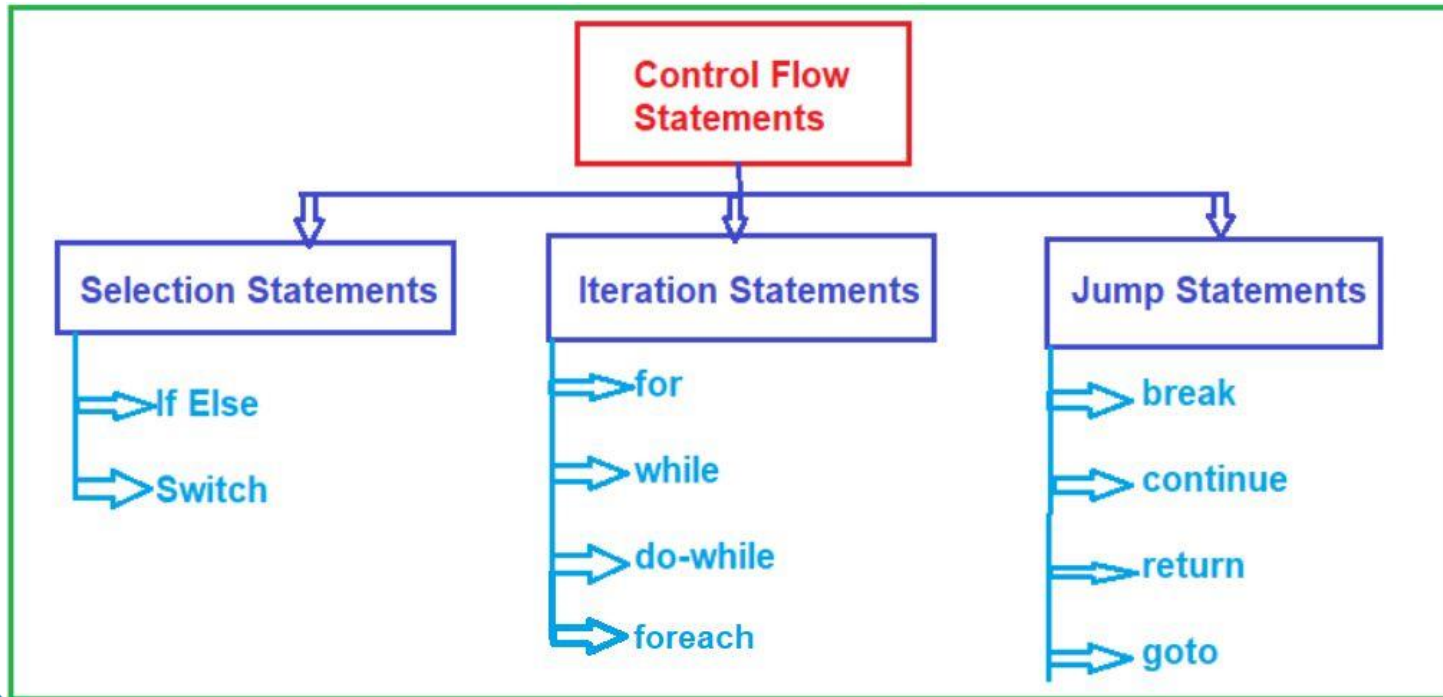 Control Flow
Statements
Selection Statements
If Else
Switch
Iteration Statements
for
while
do-while
foreach
Jump Statements
break
continue
return
goto